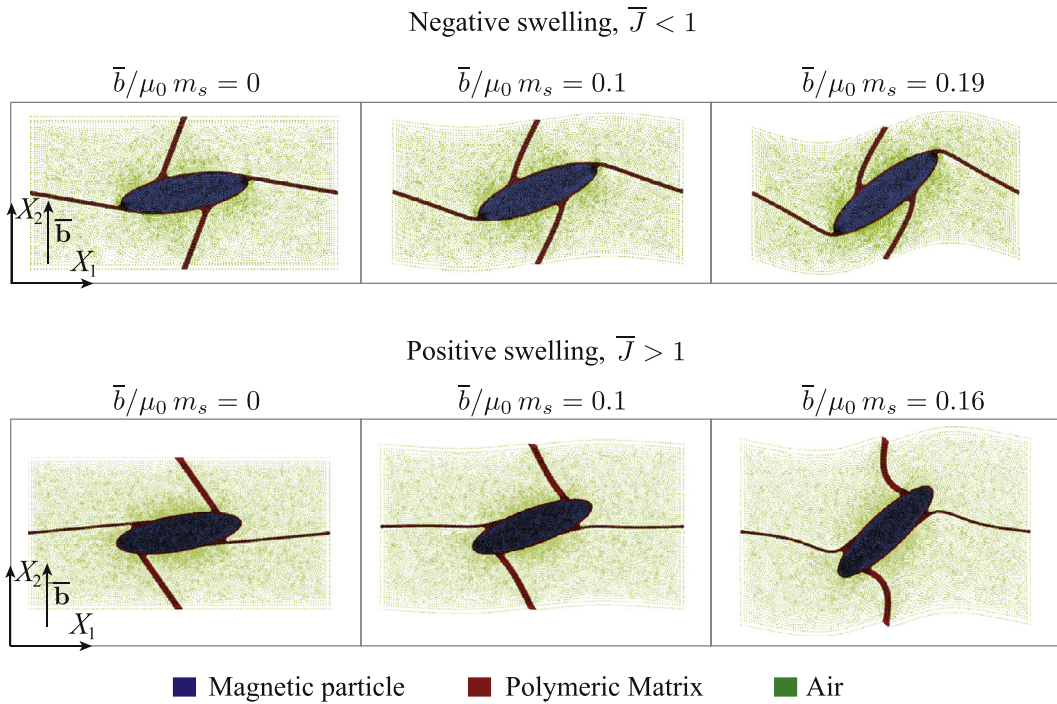 Negative swelling, J̅ < 1
b̅/μ₀ mₛ = 0
b̅/μ₀ mₛ = 0.1
b̅/μ₀ mₛ = 0.19
X₂
b̅
X₁
Positive swelling, J̅ > 1
b̅/μ₀ mₛ = 0
b̅/μ₀ mₛ = 0.1
b̅/μ₀ mₛ = 0.16
X₂
b̅
X₁
Magnetic particle
Polymeric Matrix
Air